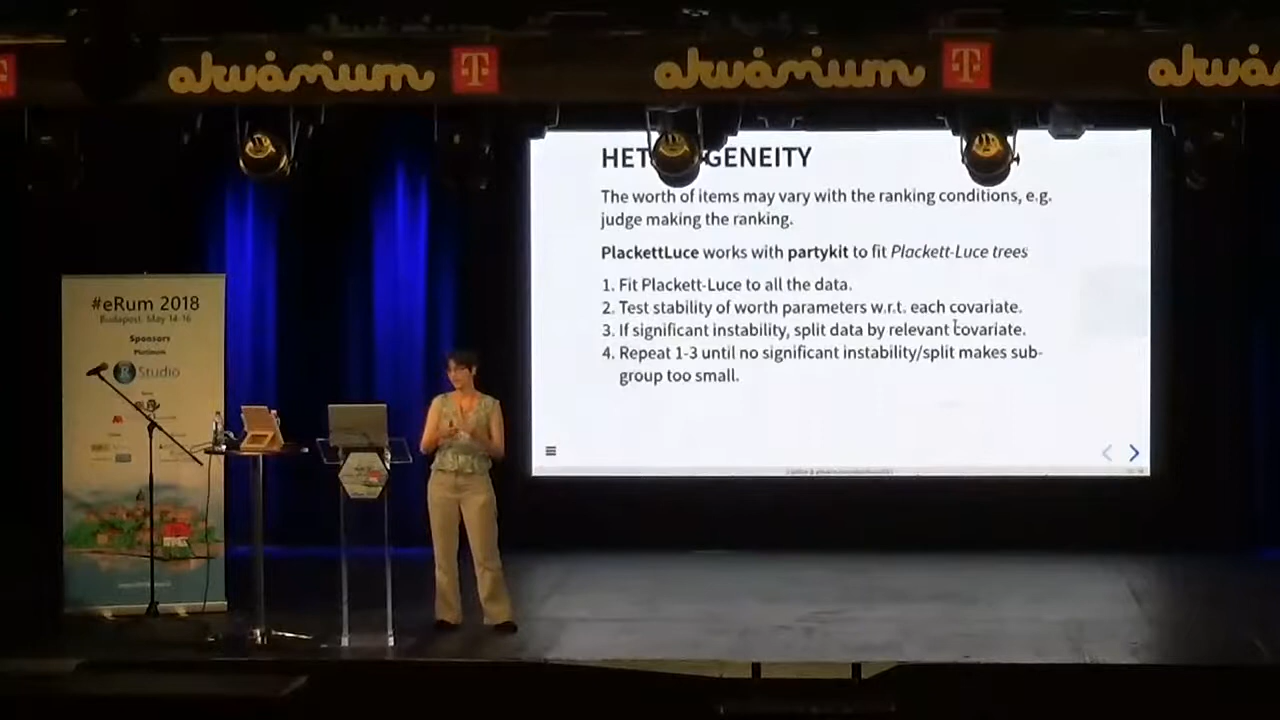 akvárium T
akvárium T
akvá
HET GENEITY
The worth of items may vary with the ranking conditions, e.g.
judge making the ranking.
PlackettLuce works with partykit to fit Plackett-Luce trees
1. Fit Plackett-Luce to all the data.
2. Test stability of worth parameters w.r.t. each covariate.
3. If significant instability, split data by relevant covariate.
4. Repeat 1-3 until no significant instability/split makes sub-
group too small.
#eRum 2018
Budapest, May 14-16
Sponsors
Platinum
R Studio